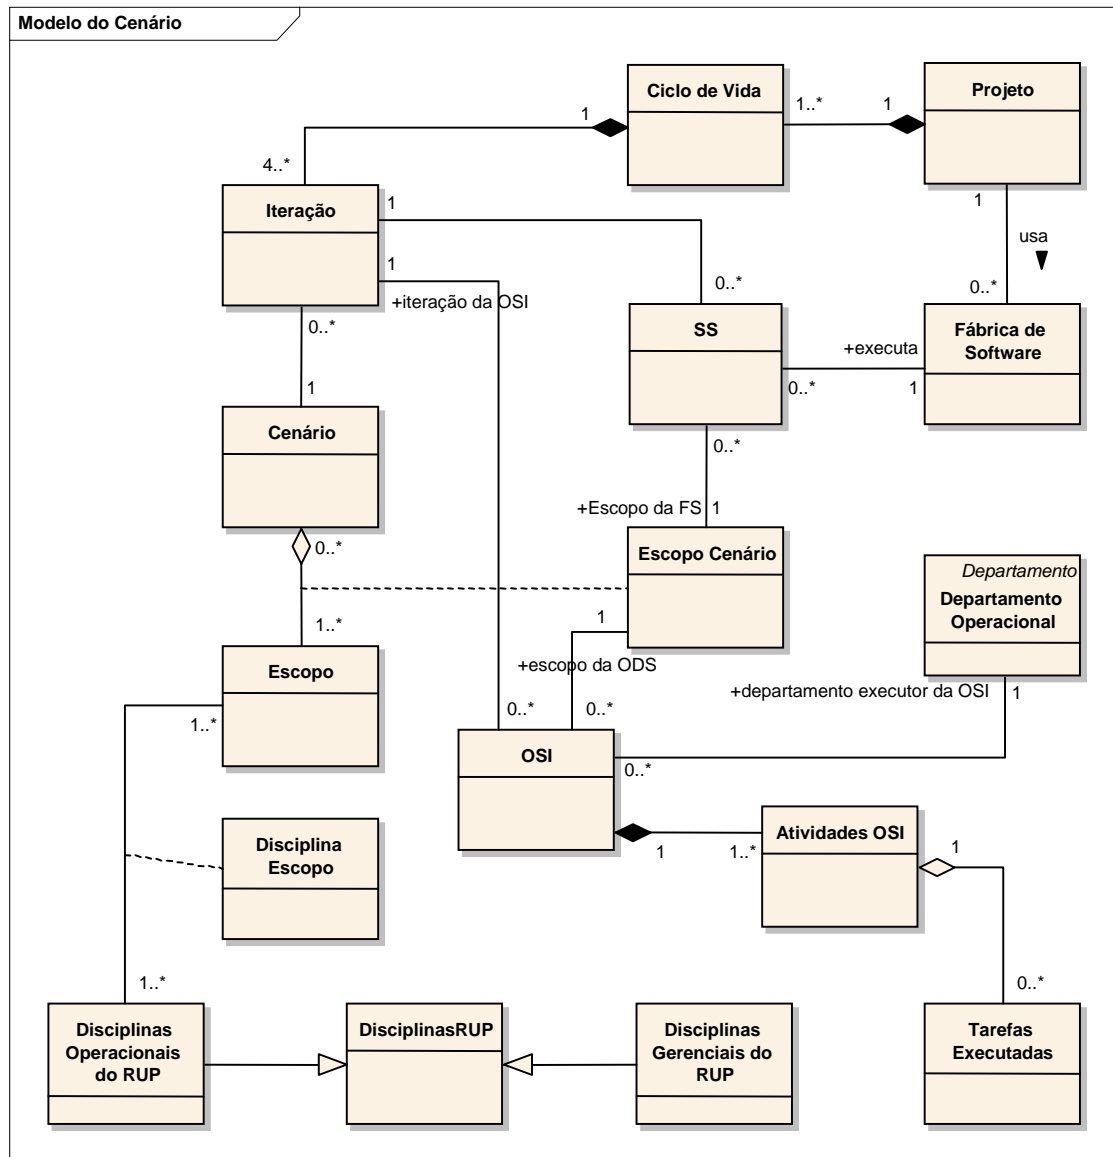 Modelo do Cenário
Ciclo de Vida
Projeto
1
1..*
1
4..*
Iteração
1
1
usa
1
+iteração da OSI
0..*
0..*
0..*
SS
Fábrica de
Software
+executa
0..*
1
1
Cenário
0..*
+Escopo da FS
1
0..*
Escopo Cenário
Departamento
Departamento
Operacional
1..*
1
Escopo
+escopo da ODS
+departamento executor da OSI
1
1..*
0..*
0..*
OSI
0..*
Disciplina
Escopo
Atividades OSI
1
1..*
1
1..*
0..*
Disciplinas
Operacionais
do RUP
DisciplinasRUP
Disciplinas
Gerenciais do
RUP
Tarefas
Executadas